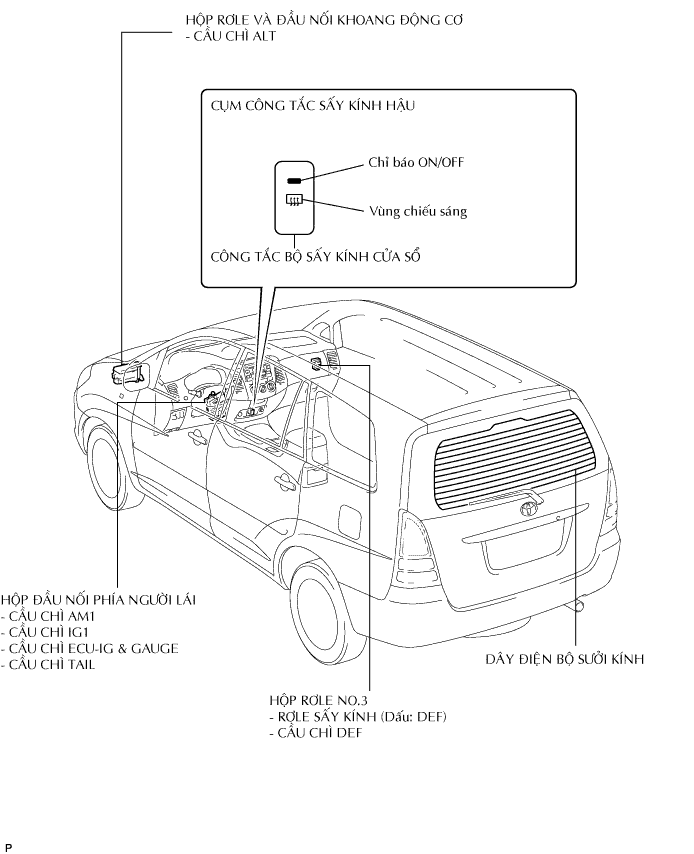 HỘP RƠLE VÀ ĐẦU NỐI KHOANG ĐỘNG CƠ
- CẦU CHÌ ALT
CỤM CÔNG TẮC SẤY KÍNH HẬU
Chỉ báo ON/OFF
Vùng chiếu sáng
CÔNG TẮC BỘ SẤY KÍNH CỬA SỔ
HỘP ĐẦU NỐI PHÍA NGƯỜI LÁI
- CẦU CHÌ AM1
- CẦU CHÌ IG1
- CẦU CHÌ ECU-IG & GAUGE
- CẦU CHÌ TAIL
DÂY ĐIỆN BỘ SƯỞI KÍNH
HỘP RƠLE NO.3
- RƠLE SẤY KÍNH (Dấu: DEF)
- CẦU CHÌ DEF
P